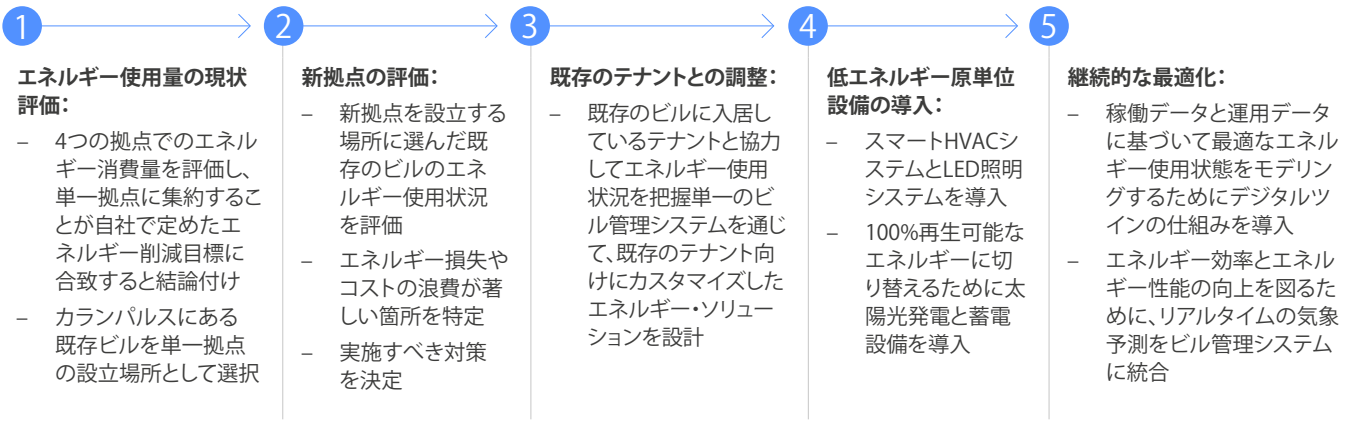 1
エネルギー使用量の現状
評価：
– 4つの拠点でのエネル
ギー消費量を評価し、
単一拠点に集約するこ
とが自社で定めたエ
ネルギー削減目標に
合致すると結論付け
– カランパルスにある
既存ビルを単一拠点
の設立場所として選択
2
新拠点の評価：
– 新拠点を設立する
場所に選んだ既
存のビルのエネ
ルギー使用状況
を評価
– エネルギー損失や
コストの浪費が著
しい箇所を特定
– 実施すべき対策
を決定
3
既存のテナントとの調整：
– 既存のビルに入居し
ているテナントと協力
してエネルギー使用
状況を把握単一のビ
ル管理システムを通じ
て、既存のテナント向
けにカスタマイズした
エネルギー・ソリュー
ションを設計
4
低エネルギー原単位
設備の導入：
– スマートHVACシ
ステムとLED照明
システムを導入
– 100%再生可能な
エネルギーに切
り替えるために太
陽光発電と蓄電
設備を導入
5
継続的な最適化：
– 稼働データと運用データ
に基づいて最適なエネル
ギー使用状態をモデリン
グするためにデジタルツ
インの仕組みを導入
– エネルギー効率とエネル
ギー性能の向上を図るた
めに、リアルタイムの気象
予測をビル管理システム
に統合